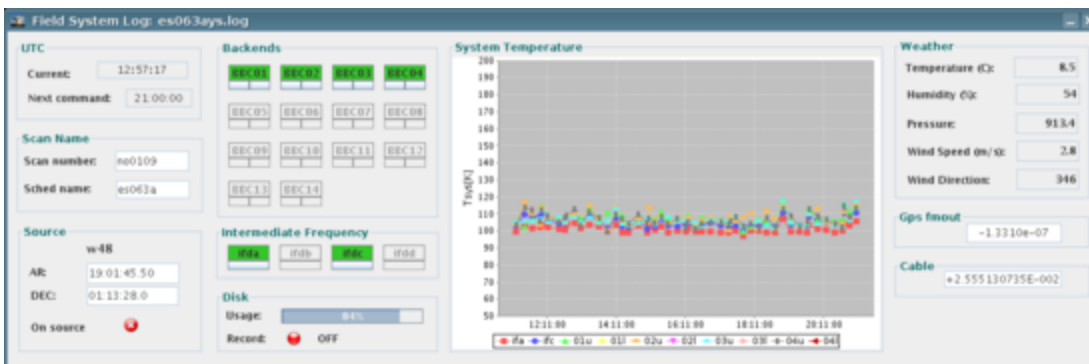 Field System Log: es063ays.log
UTC
Current: 12:57:17
Next command: 21:00:00
Scan Name
Scan number: no0109
Sched name: es063a
Source
w48
AR: 19:01:45.50
DEC: 01:13:28.0
On source
Backends
BBC01 BBC02 BBC03 BBC04
BBC05 BBC06 BBC07 BBC08
BBC09 BBC10 BBC11 BBC12
BBC13 BBC14
Intermediate Frequency
ifda ifdb ifdc ifdd
Disk
Usage: 84%
Record: OFF
System Temperature
200
190
180
170
160
150
140
130
120
110
100
90
80
70
60
50
Tsys[K]
12:11:00 14:11:00 16:11:00 18:11:00 20:11:00
ifa ifc 01u 01l 02u 02l 03u 03l 04u 04l
Weather
Temperature (C): 8.5
Humidity (%): 54
Pressure: 913.4
Wind Speed (m/s): 2.8
Wind Direction: 346
Gps fmout
-1.3310e-07
Cable
+2.555130735E-002